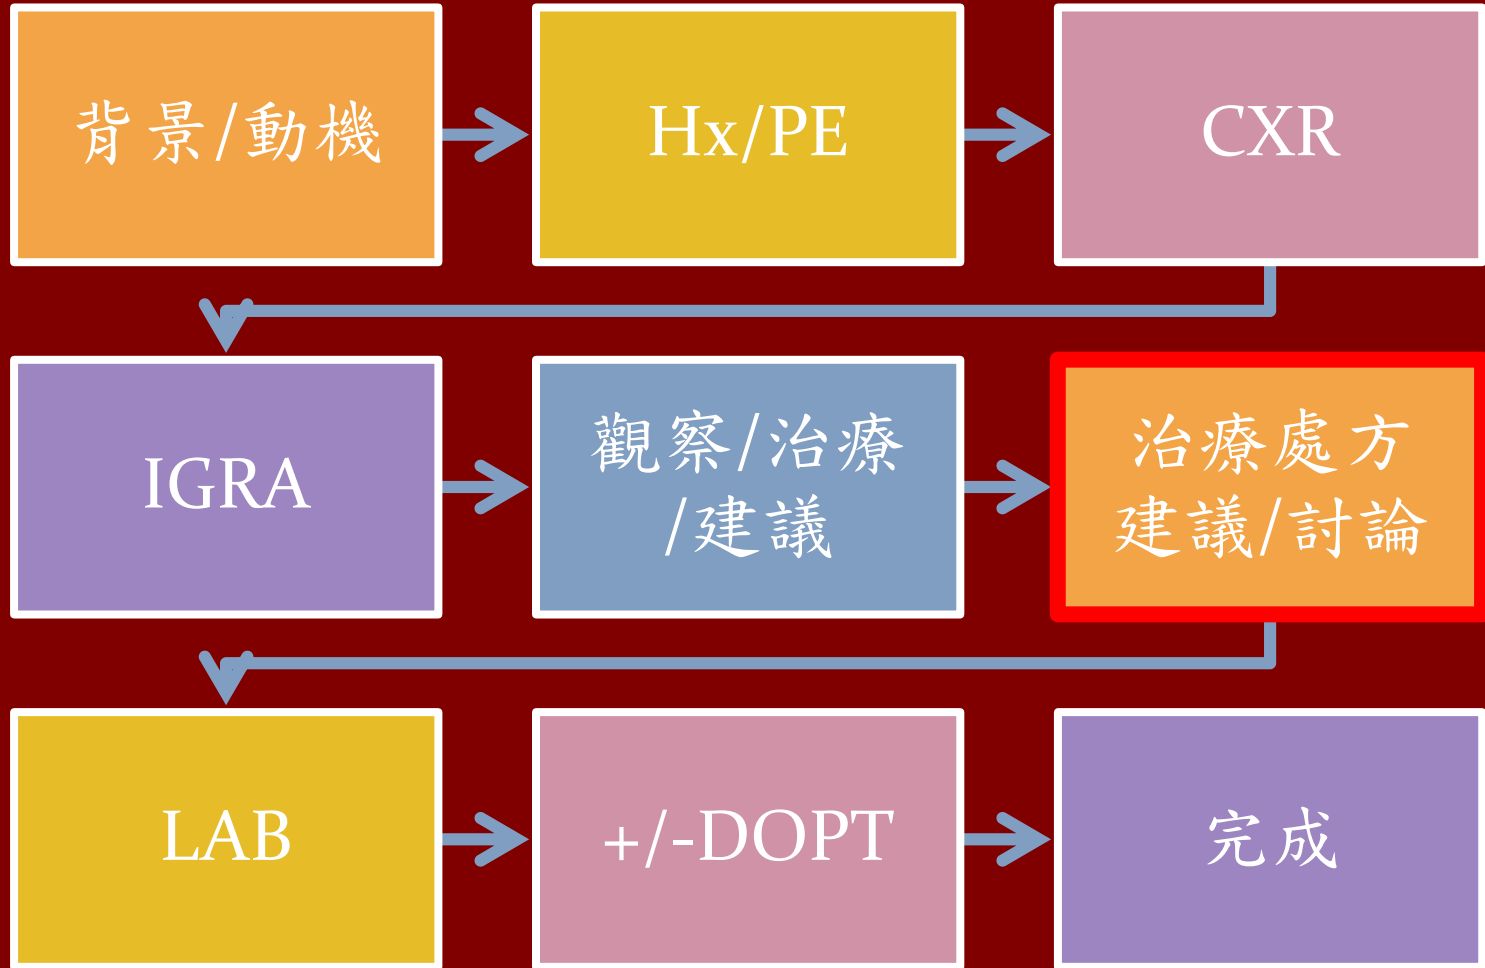 背景/動機
Hx/PE
CXR
IGRA
觀察/治療
/建議
治療處方
建議/討論
LAB
+/-DOPT
完成